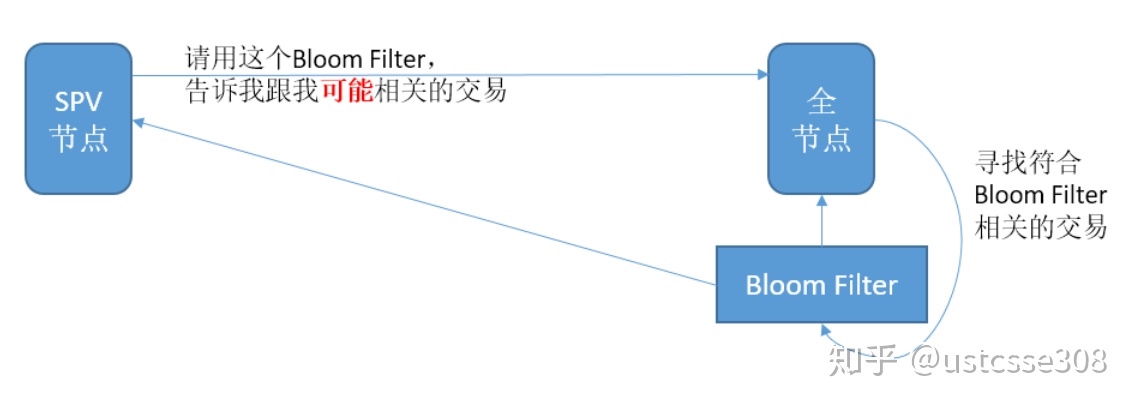 请用这个Bloom Filter，
告诉我跟我可能相关的交易
SPV
节点
全
节点
寻找符合
Bloom Filter
相关的交易
Bloom Filter
知乎 @ustcsse308